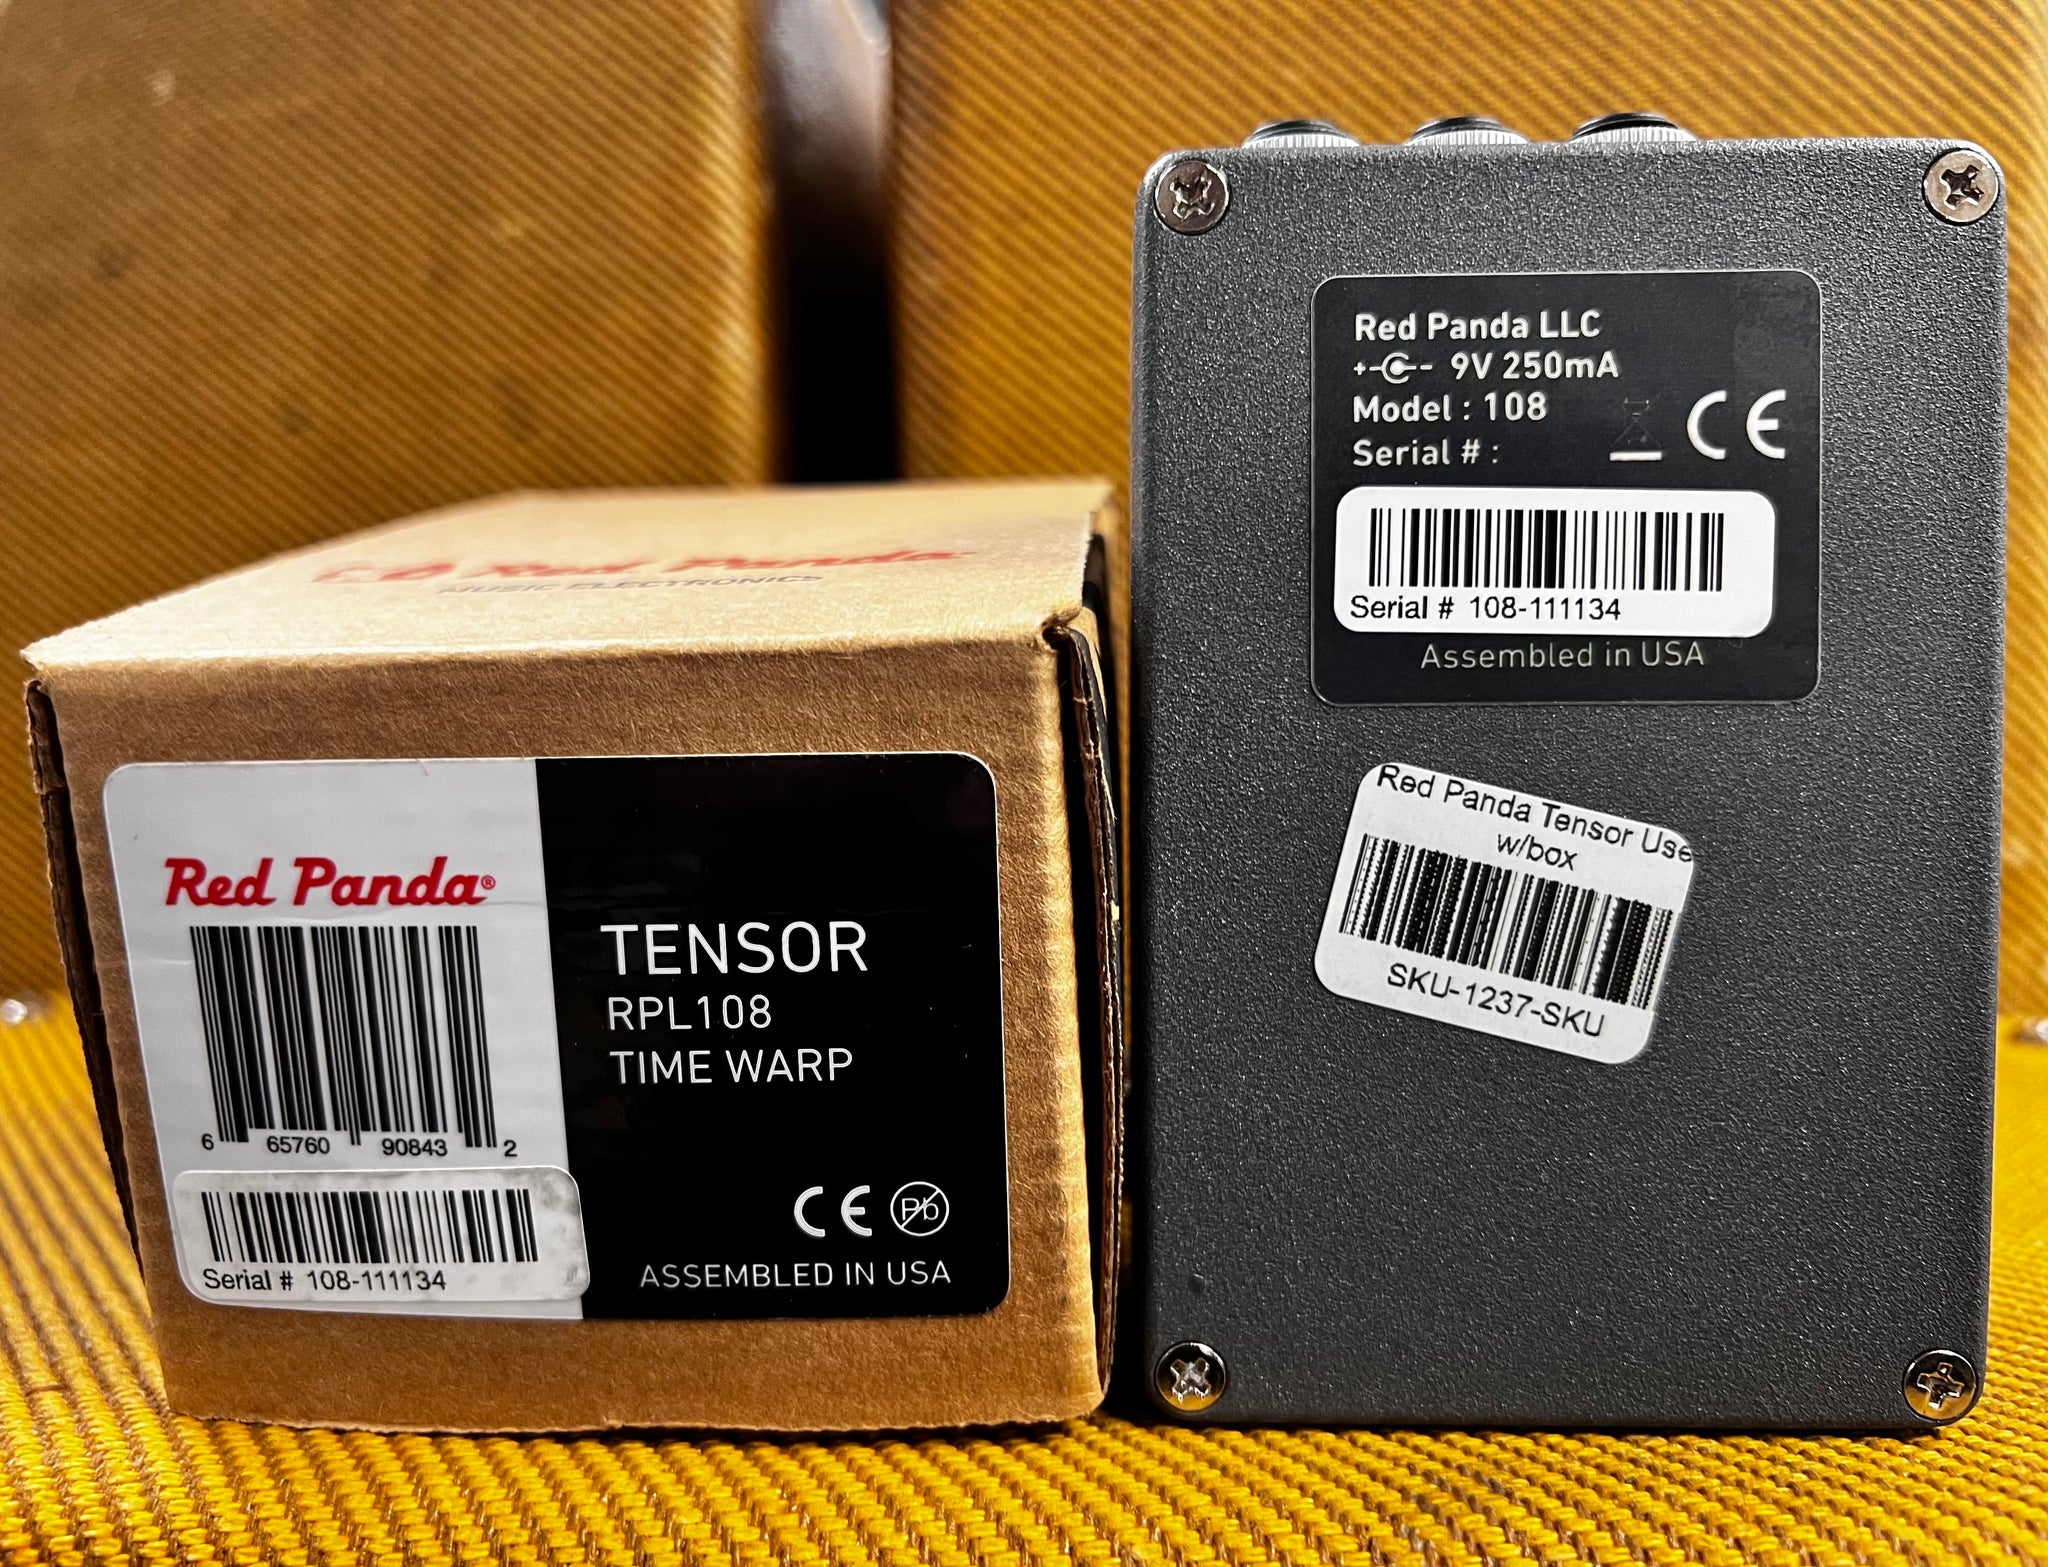 Red Panda
MUSIC ELECTRONICS
Red Panda®
6 65760 90843 2
Serial # 108-111134
TENSOR
RPL108
TIME WARP
CE Pb
ASSEMBLED IN USA
Red Panda LLC
+ - 9V 250mA
Model : 108
Serial # :
CE
Serial # 108-111134
Assembled in USA
Red Panda Tensor Use
w/box
SKU-1237-SKU